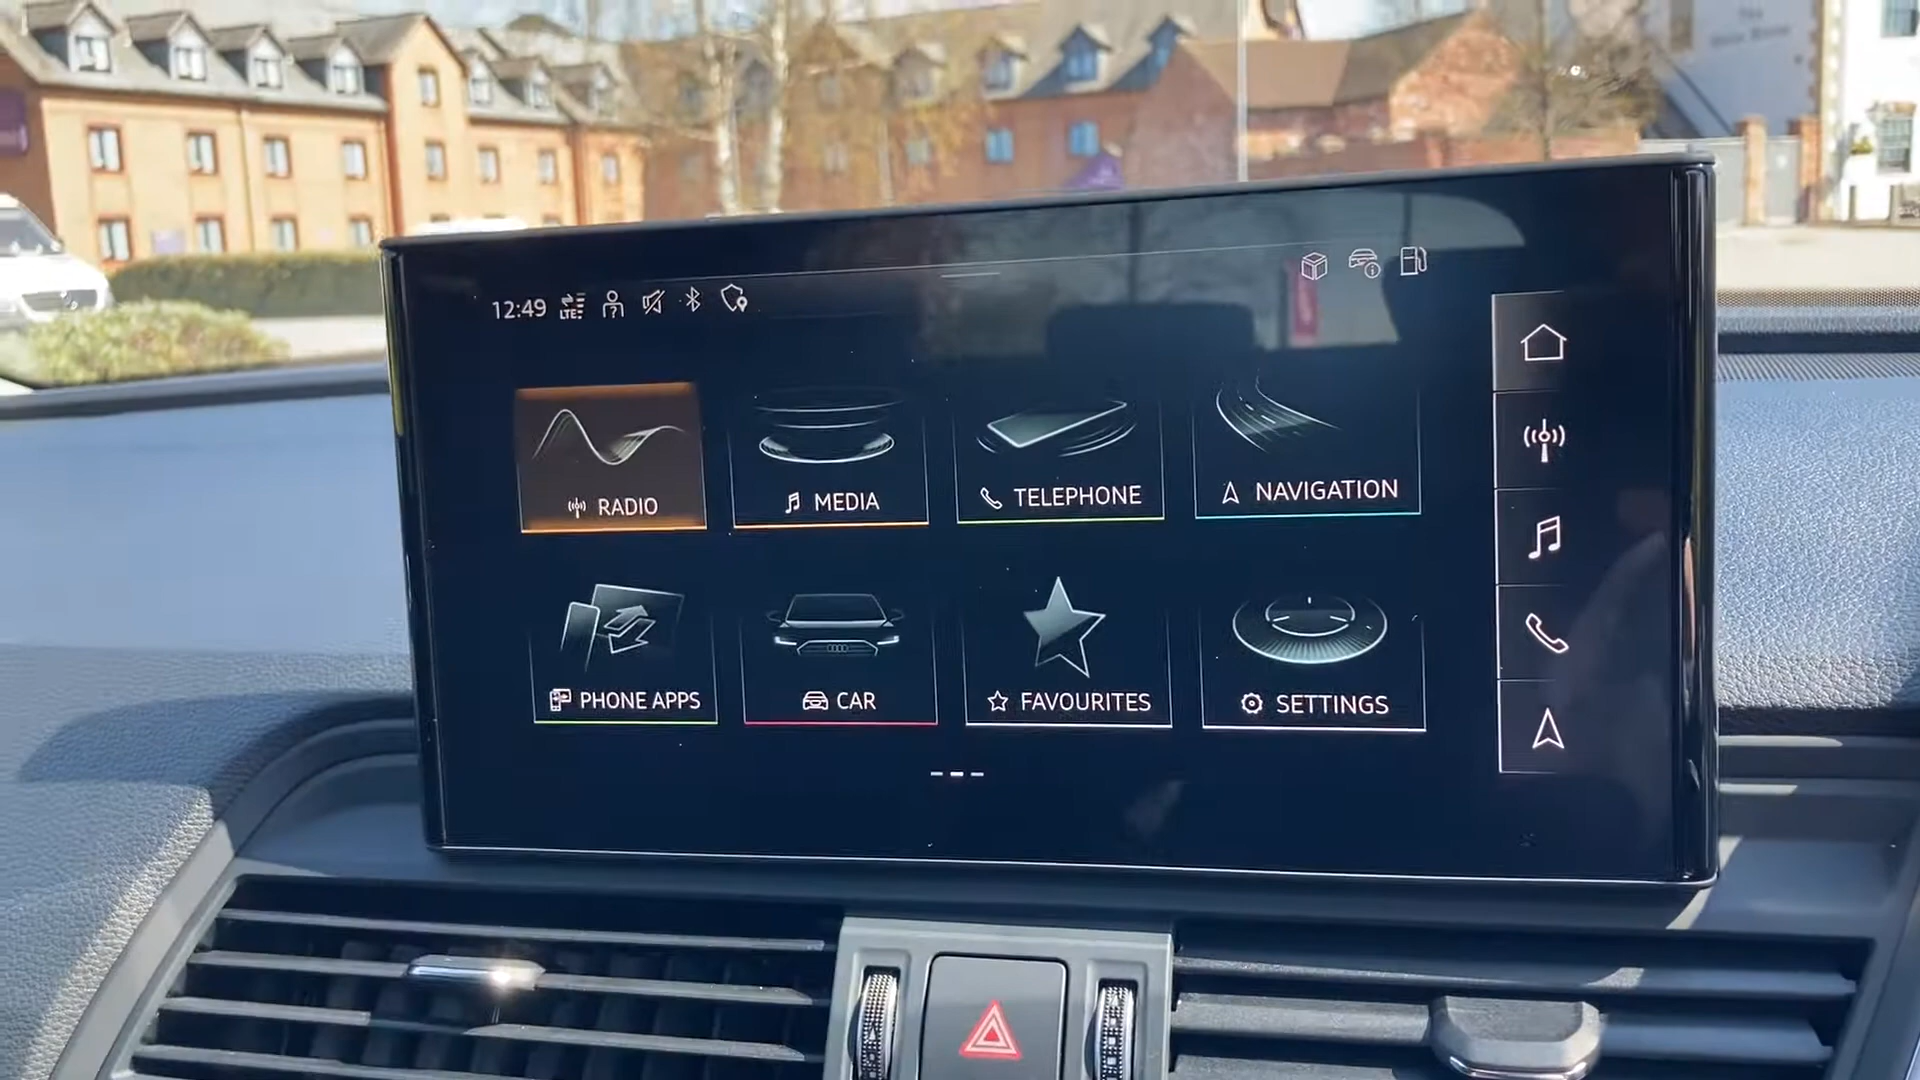 12:49 LTE
RADIO
MEDIA
TELEPHONE
NAVIGATION
PHONE APPS
CAR
FAVOURITES
SETTINGS